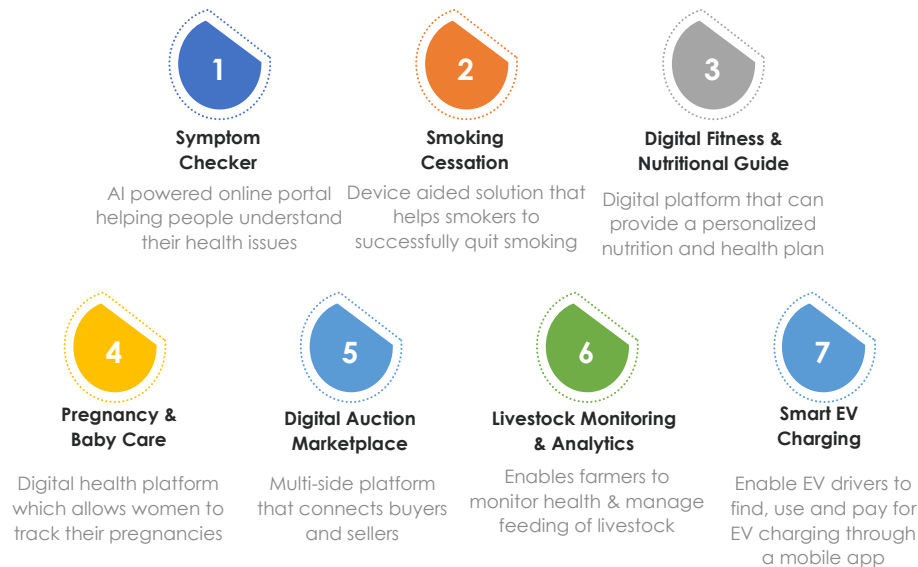 1
Symptom
Checker
AI powered online portal
helping people understand
their health issues
2
Smoking
Cessation
Device aided solution that
helps smokers to
successfully quit smoking
3
Digital Fitness &
Nutritional Guide
Digital platform that can
provide a personalized
nutrition and health plan
4
Pregnancy &
Baby Care
Digital health platform
which allows women to
track their pregnancies
5
Digital Auction
Marketplace
Multi-side platform
that connects buyers
and sellers
6
Livestock Monitoring
& Analytics
Enables farmers to
monitor health & manage
feeding of livestock
7
Smart EV
Charging
Enable EV drivers to
find, use and pay for
EV charging through
a mobile app